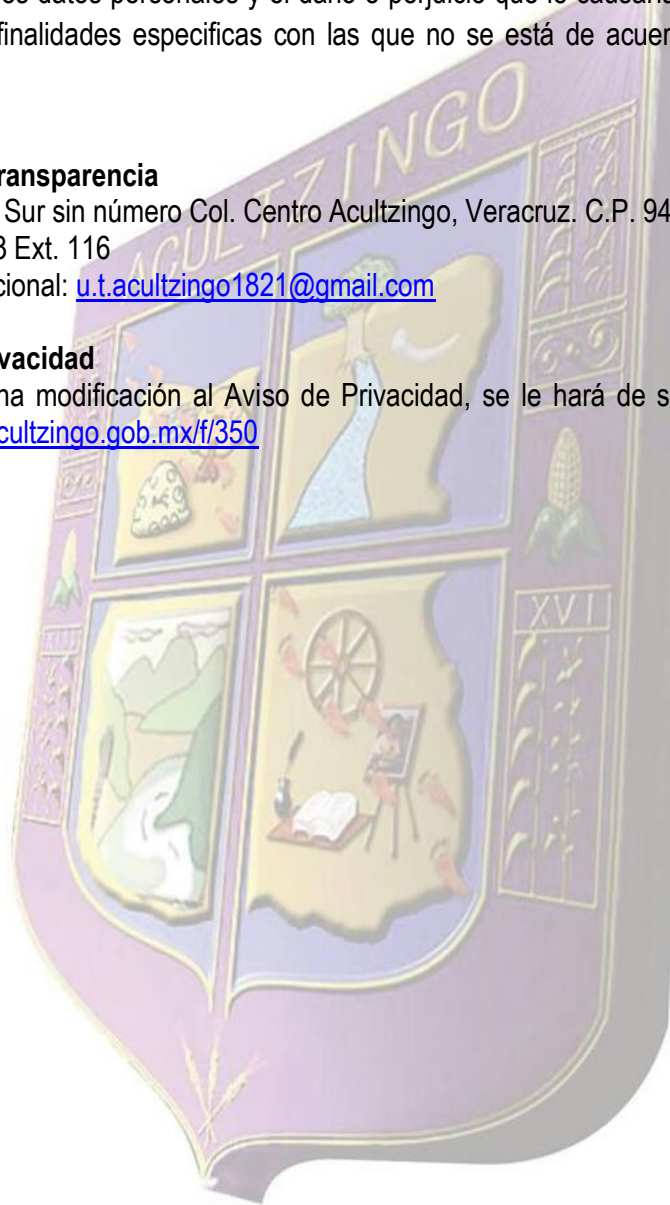 os datos personales y el daño o perjuicio que le causaría
finalidades especificas con las que no se está de acuer
ransparencia
Sur sin número Col. Centro Acultzingo, Veracruz. C.P. 94
3 Ext. 116
cional: u.t.acultzingo1821@gmail.com
vacidad
na modificación al Aviso de Privacidad, se le hará de s
cultzingo.gob.mx/f/350
ACULTZINGO
XVI